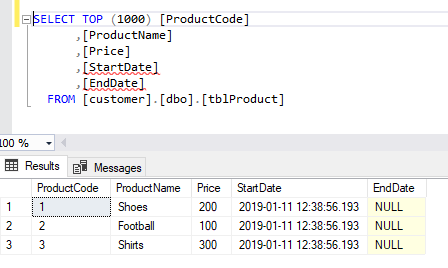 SELECT TOP (1000) [ProductCode]
,[ProductName]
,[Price]
,[StartDate]
,[EndDate]
FROM [customer].[dbo].[tblProduct]
100 %
Results Messages
ProductCode ProductName Price StartDate EndDate
1 1 Shoes 200 2019-01-11 12:38:56.193 NULL
2 2 Football 100 2019-01-11 12:38:56.193 NULL
3 3 Shirts 300 2019-01-11 12:38:56.193 NULL